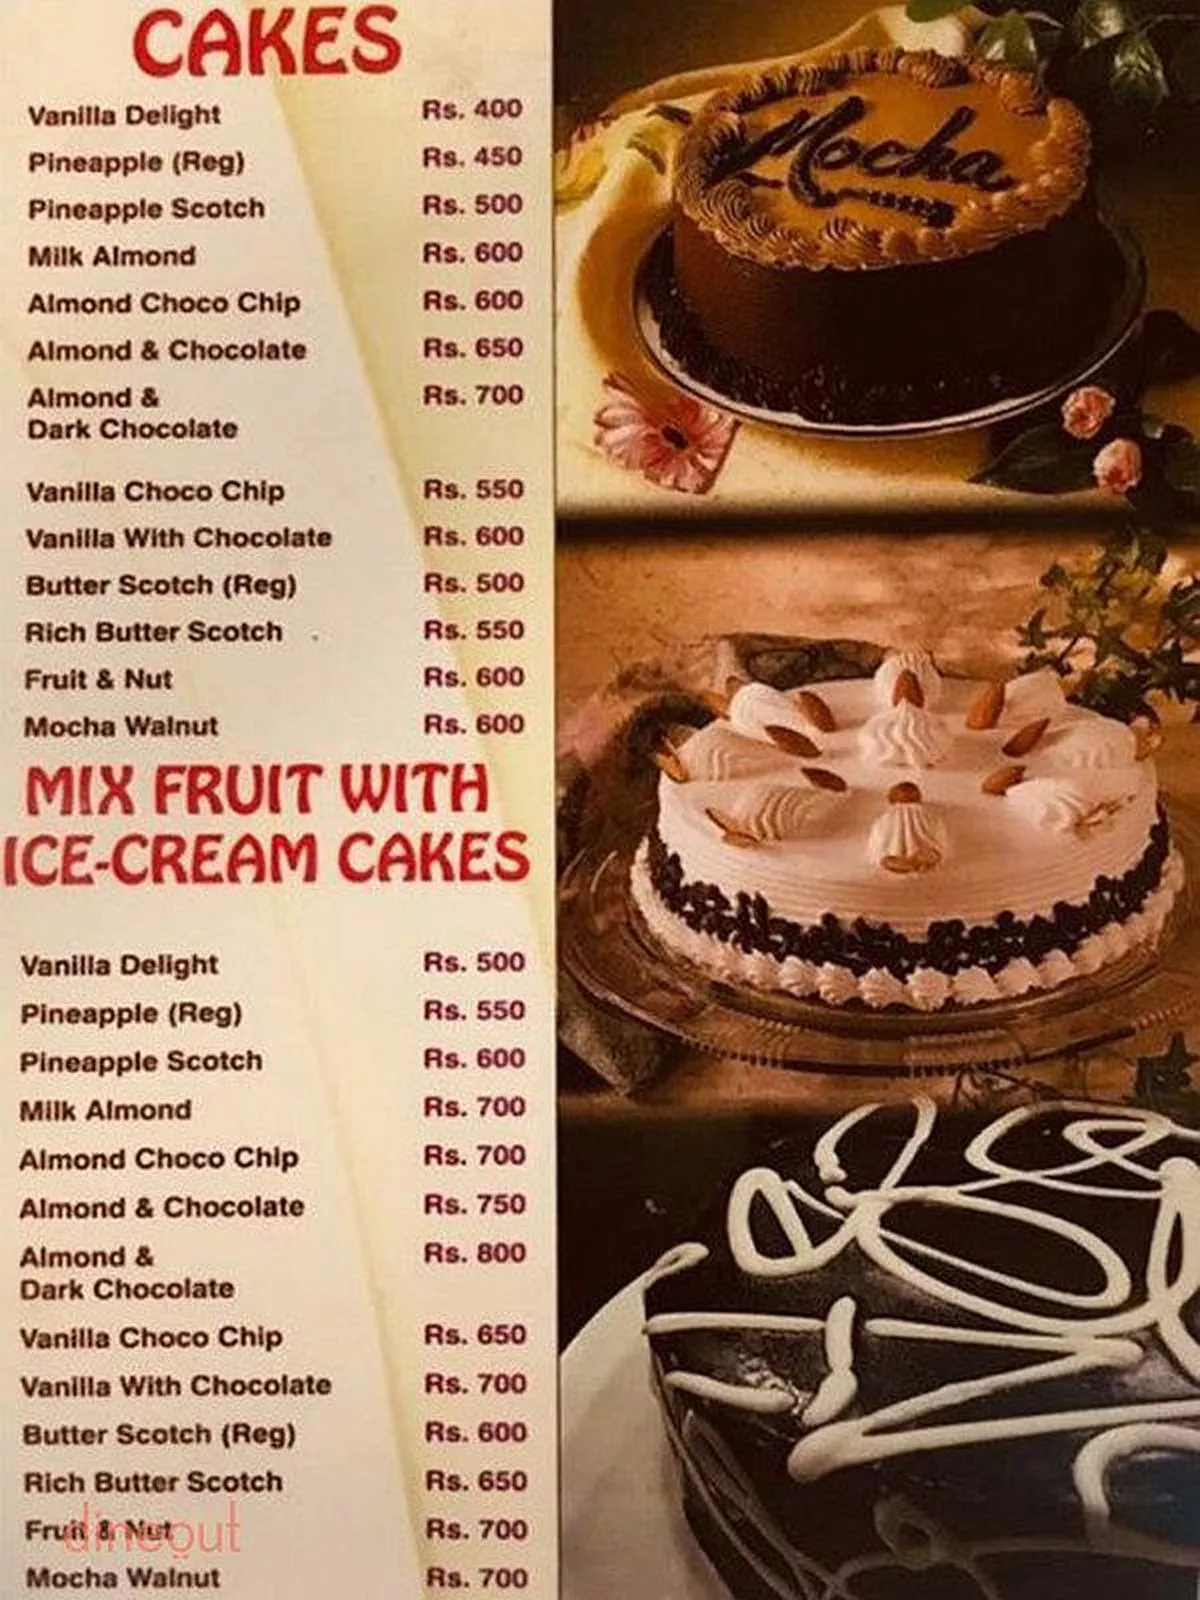 CAKES
Vanilla Delight Rs. 400
Pineapple (Reg) Rs. 450
Pineapple Scotch Rs. 500
Milk Almond Rs. 600
Almond Choco Chip Rs. 600
Almond & Chocolate Rs. 650
Almond & Rs. 700
Dark Chocolate
Vanilla Choco Chip Rs. 550
Vanilla With Chocolate Rs. 600
Butter Scotch (Reg) Rs. 500
Rich Butter Scotch Rs. 550
Fruit & Nut Rs. 600
Mocha Walnut Rs. 600
MIX FRUIT WITH
ICE-CREAM CAKES
Vanilla Delight Rs. 500
Pineapple (Reg) Rs. 550
Pineapple Scotch Rs. 600
Milk Almond Rs. 700
Almond Choco Chip Rs. 700
Almond & Chocolate Rs. 750
Almond & Rs. 800
Dark Chocolate
Vanilla Choco Chip Rs. 650
Vanilla With Chocolate Rs. 700
Butter Scotch (Reg) Rs. 600
Rich Butter Scotch Rs. 650
Fruit & Nut Rs. 700
dineout
Mocha Walnut Rs. 700
Mocha